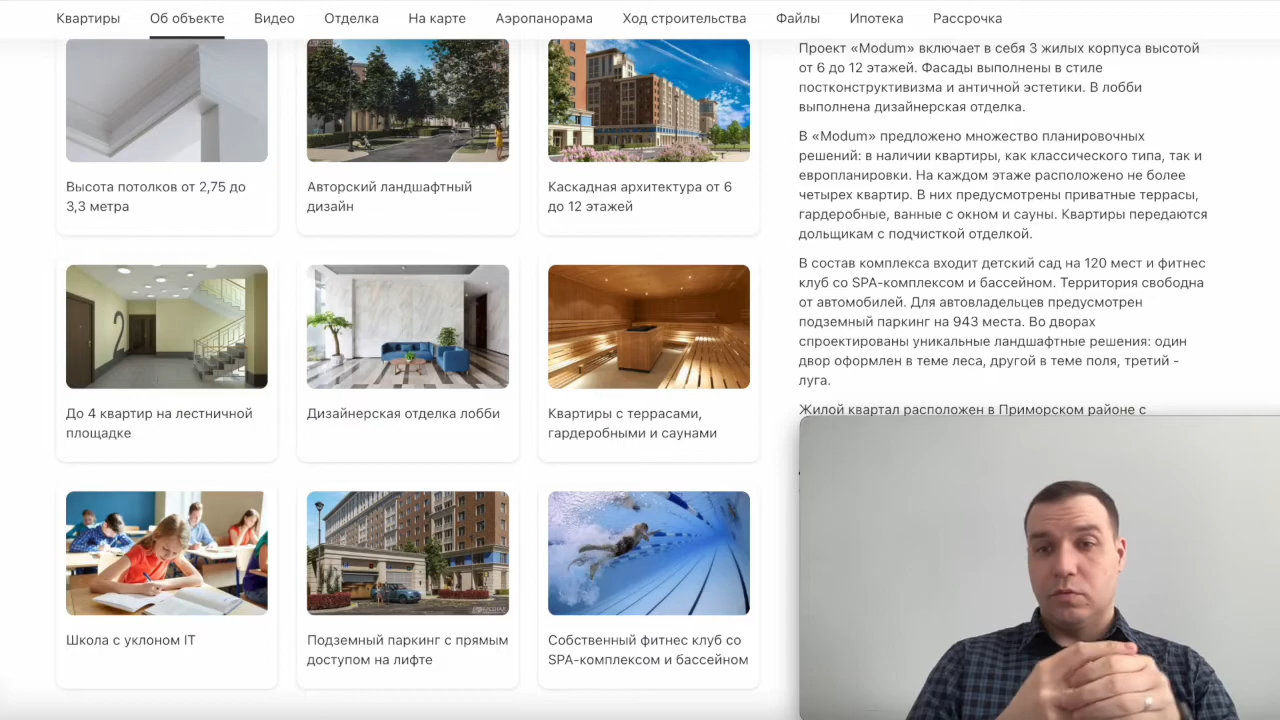 Квартиры
Об объекте
Видео
Отделка
На карте
Аэропанорама
Ход строительства
Файлы
Ипотека
Рассрочка
Высота потолков от 2,75 до
3,3 метра
Авторский ландшафтный
дизайн
Каскадная архитектура от 6
до 12 этажей
2
До 4 квартир на лестничной
площадке
Дизайнерская отделка лобби
Квартиры с террасами,
гардеробными и саунами
Школа с уклоном IT
Подземный паркинг с прямым
доступом на лифте
Собственный фитнес клуб со
SPA-комплексом и бассейном
Проект «Modum» включает в себя 3 жилых корпуса высотой
от 6 до 12 этажей. Фасады выполнены в стиле
постконструктивизма и античной эстетики. В лобби
выполнена дизайнерская отделка.
В «Modum» предложено множество планировочных
решений: в наличии квартиры, как классического типа, так и
европланировки. На каждом этаже расположено не более
четырех квартир. В них предусмотрены приватные террасы,
гардеробные, ванные с окном и сауны. Квартиры передаются
дольщикам с подчисткой отделкой.
В состав комплекса входит детский сад на 120 мест и фитнес
клуб со SPA-комплексом и бассейном. Территория свободна
от автомобилей. Для автовладельцев предусмотрен
подземный паркинг на 943 места. Во дворах
спроектированы уникальные ландшафтные решения: один
двор оформлен в теме леса, другой в теме поля, третий -
луга.
Жилой квартал расположен в Приморском районе с